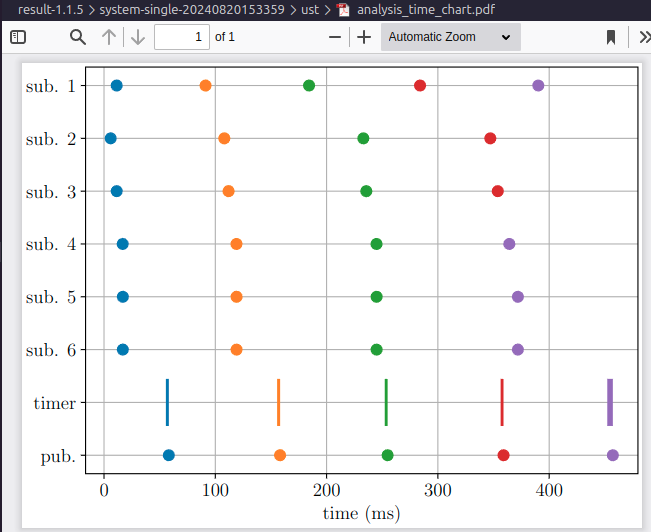 result-1.1.5 > system-single-20240820153359 > ust > analysis_time_chart.pdf
1 of 1 Automatic Zoom
sub. 1
sub. 2
sub. 3
sub. 4
sub. 5
sub. 6
timer
pub.
0 100 200 300 400
time (ms)